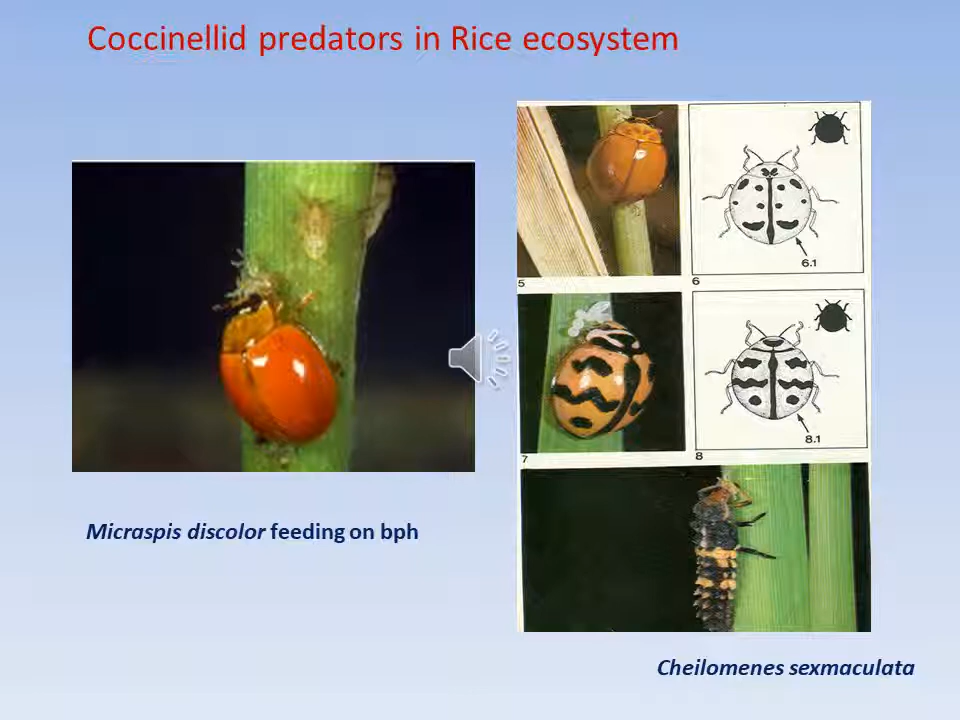 Coccinellid predators in Rice ecosystem
6.1
5
6
8.1
7
8
Micraspis discolor feeding on bph
Cheilomenes sexmaculata